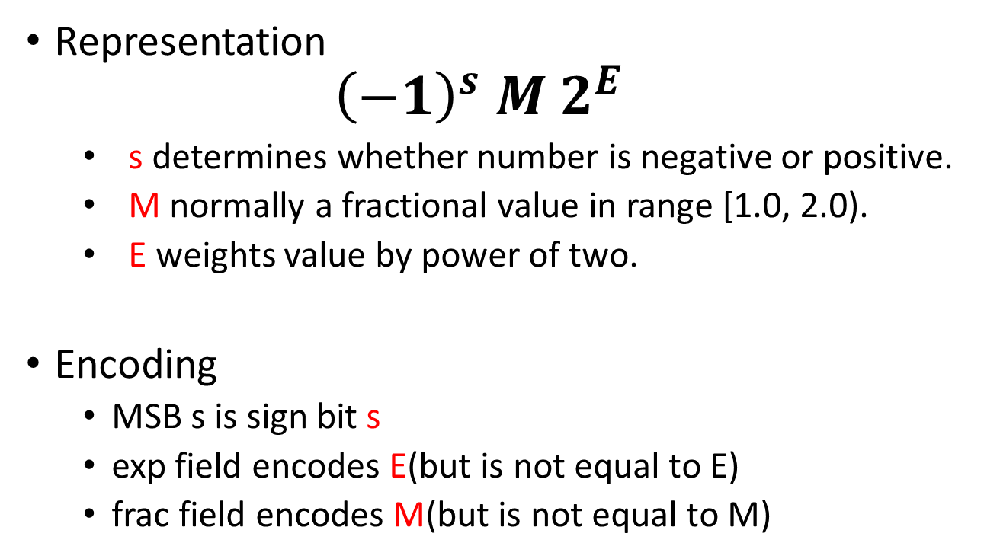 • Representation
(−1)^s M 2^E
• s determines whether number is negative or positive.
• M normally a fractional value in range [1.0, 2.0).
• E weights value by power of two.
• Encoding
• MSB s is sign bit s
• exp field encodes E(but is not equal to E)
• frac field encodes M(but is not equal to M)